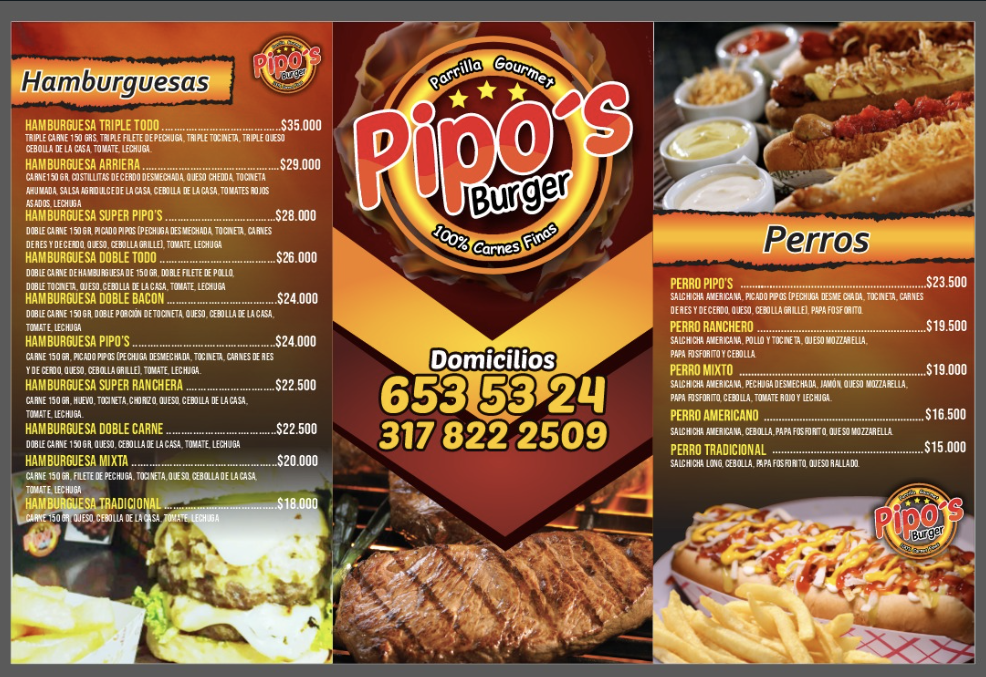 Hamburguesas
Parrilla Gourmet
Pipo's
Burger
HAMBURGUESA TRIPLE TODO ..............................$35.000
TRIPLE CARNE 150 GRS, TRIPLE FILETE DE PECHUGA, TRIPLE TOCINETA, TRIPLE QUESO
CEBOLLA DE LA CASA, TOMATE, LECHUGA.
HAMBURGUESA ARRIERA ..............................$29.000
CARNE 150 GR, COSTILLITAS DE CERDO DESMECHADA, QUESO CHEDDA, TOCINETA
AHUMADA, SALSA AGRIDULCE DE LA CASA, CEBOLLA DE LA CASA, TOMATES ROJOS
ASADOS, LECHUGA
HAMBURGUESA SUPER PIPO'S ..............................$28.000
DOBLE CARNE 150 GR, PICADO PIPOS (PECHUGA DESMECHADA, TOCINETA, CARNES
DE RES Y DE CERDO, QUESO, CEBOLLA GRILLE), TOMATE, LECHUGA
HAMBURGUESA DOBLE TODO ..............................$26.000
DOBLE CARNE DE HAMBURGUESA DE 150 GR, DOBLE FILETE DE POLLO,
DOBLE TOCINETA, QUESO, CEBOLLA DE LA CASA, TOMATE, LECHUGA
HAMBURGUESA DOBLE BACON ..............................$24.000
DOBLE CARNE 150 GR, DOBLE PORCIÓN DE TOCINETA, QUESO, CEBOLLA DE LA CASA,
TOMATE, LECHUGA
HAMBURGUESA PIPO'S ..............................$24.000
CARNE 150 GR, PICADO PIPOS (PECHUGA DESMECHADA, TOCINETA, CARNES DE RES
Y DE CERDO, QUESO, CEBOLLA GRILLE), TOMATE, LECHUGA.
HAMBURGUESA SUPER RANCHERA ..............................$22.500
CARNE 150 GR, HUEVO, TOCINETA, CHORIZO, QUESO, CEBOLLA DE LA CASA,
TOMATE, LECHUGA.
HAMBURGUESA DOBLE CARNE ..............................$22.500
DOBLE CARNE 150 GR, QUESO, CEBOLLA DE LA CASA, TOMATE, LECHUGA
HAMBURGUESA MIXTA ..............................$20.000
CARNE 150 GR, FILETE DE PECHUGA, TOCINETA, QUESO, CEBOLLA DE LA CASA,
TOMATE, LECHUGA
HAMBURGUESA TRADICIONAL ..............................$18.000
CARNE 150 GR, QUESO, CEBOLLA DE LA CASA, TOMATE, LECHUGA
Parrilla Gourmet
Pipo´s
Burger
100% Carnes Finas
Domicilios
653 53 24
317 822 2509
Perros
PERRO PIPO'S ..............................$23.500
SALCHICHA AMERICANA, PICADO PIPOS (PECHUGA DESME CHADA, TOCINETA, CARNES
DE RES Y DE CERDO, QUESO, CEBOLLA GRILLE), PAPA FOSFORITO.
PERRO RANCHERO ..............................$19.500
SALCHICHA AMERICANA, POLLO Y TOCINETA, QUESO MOZZARELLA,
PAPA FOSFORITO Y CEBOLLA.
PERRO MIXTO ..............................$19.000
SALCHICHA AMERICANA, PECHUGA DESMECHADA, JAMÓN, QUESO MOZZARELLA,
PAPA FOSFORITO, CEBOLLA, TOMATE ROJO Y LECHUGA.
PERRO AMERICANO ..............................$16.500
SALCHICHA AMERICANA, CEBOLLA, PAPA FOSFORITO, QUESO MOZZARELLA.
PERRO TRADICIONAL ..............................$15.000
SALCHICHA LONG, CEBOLLA, PAPA FOSFORITO, QUESO RALLADO.
Parrilla Gourmet
Pipo´s
Burger
100% Carnes Finas